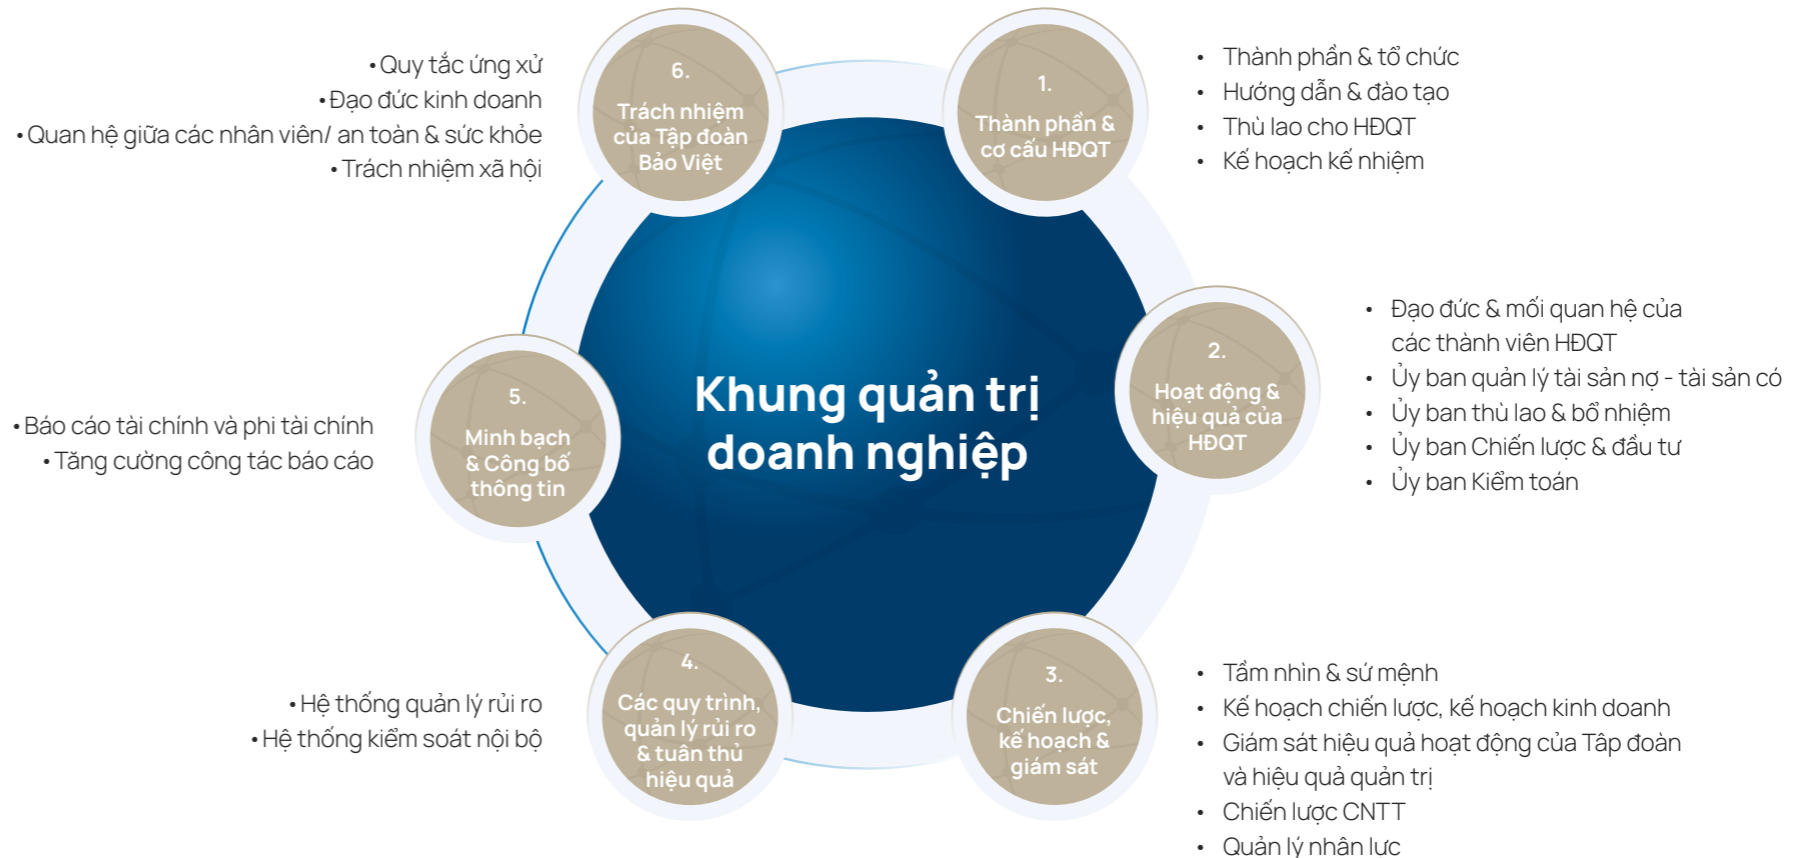 Khung quản trị
doanh nghiệp
1.
Thành phần &
cơ cấu HĐQT
• Thành phần & tổ chức
• Hướng dẫn & đào tạo
• Thù lao cho HĐQT
• Kế hoạch kế nhiệm
2.
Hoạt động &
hiệu quả của
HĐQT
• Đạo đức & mối quan hệ của
các thành viên HĐQT
• Ủy ban quản lý tài sản nợ - tài sản có
• Ủy ban thù lao & bổ nhiệm
• Ủy ban Chiến lược & đầu tư
• Ủy ban Kiểm toán
3.
Chiến lược,
kế hoạch &
giám sát
• Tầm nhìn & sứ mệnh
• Kế hoạch chiến lược, kế hoạch kinh doanh
• Giám sát hiệu quả hoạt động của Tâp đoàn
và hiệu quả quản trị
• Chiến lược CNTT
• Quản lý nhân lực
4.
Các quy trình,
quản lý rủi ro
& tuân thủ
hiệu quả
• Hệ thống quản lý rủi ro
• Hệ thống kiểm soát nội bộ
5.
Minh bạch
& Công bố
thông tin
• Báo cáo tài chính và phi tài chính
• Tăng cường công tác báo cáo
6.
Trách nhiệm
của Tập đoàn
Bảo Việt
• Quy tắc ứng xử
• Đạo đức kinh doanh
• Quan hệ giữa các nhân viên/ an toàn & sức khỏe
• Trách nhiệm xã hội